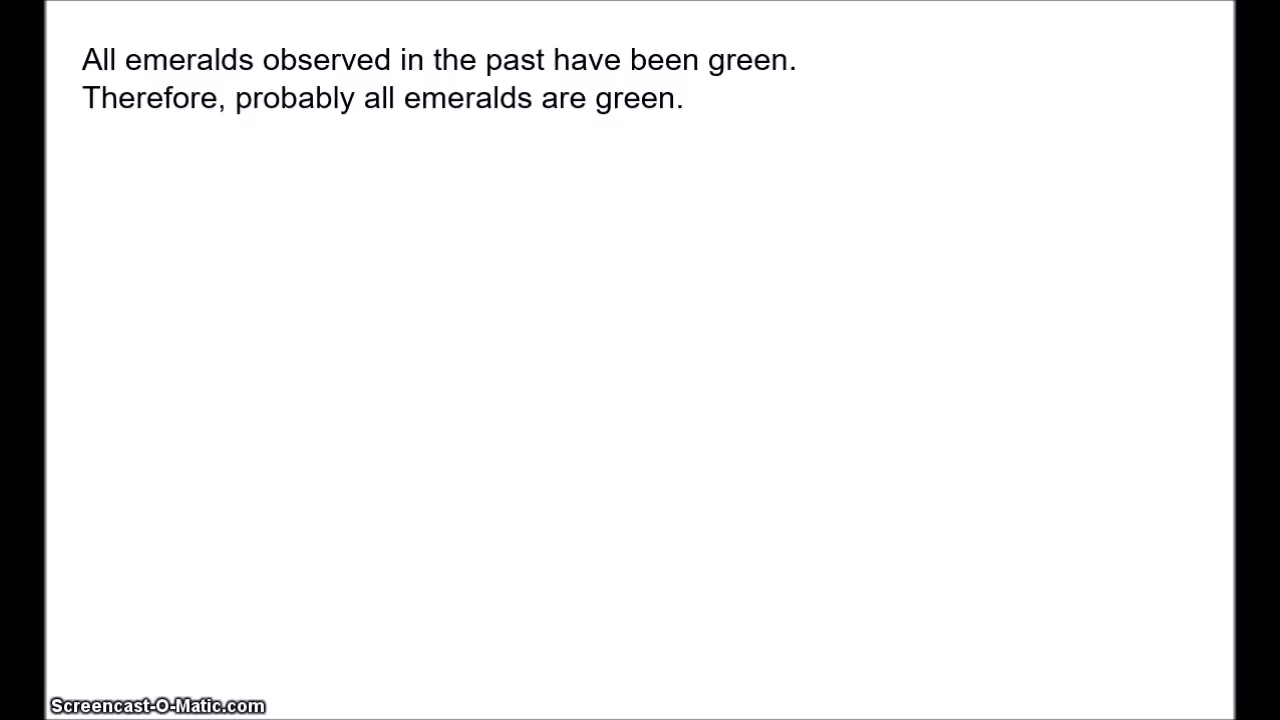 All emeralds observed in the past have been green.
Therefore, probably all emeralds are green.
Screencast-O-Matic.com